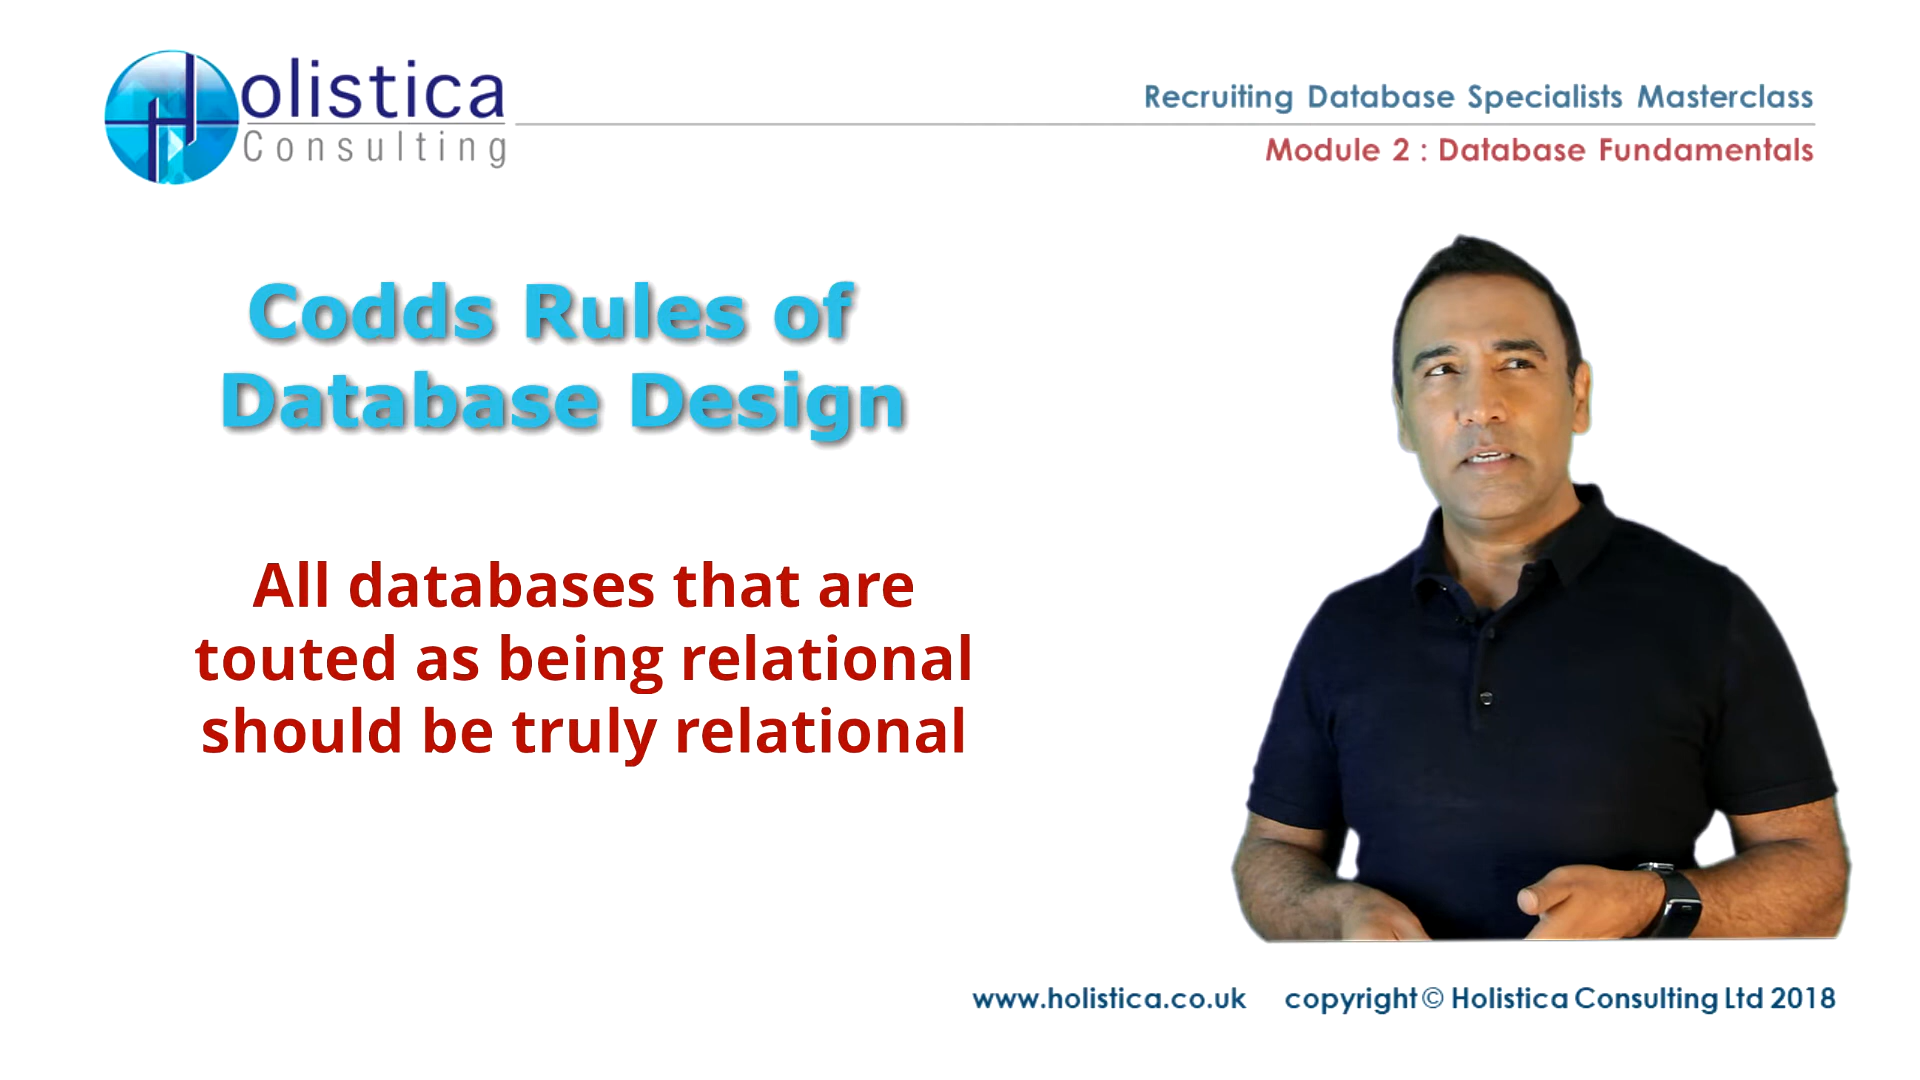 Holistica
Consulting
Recruiting Database Specialists Masterclass
Module 2 : Database Fundamentals
Codds Rules of
Database Design
All databases that are
touted as being relational
should be truly relational
www.holistica.co.uk copyright © Holistica Consulting Ltd 2018